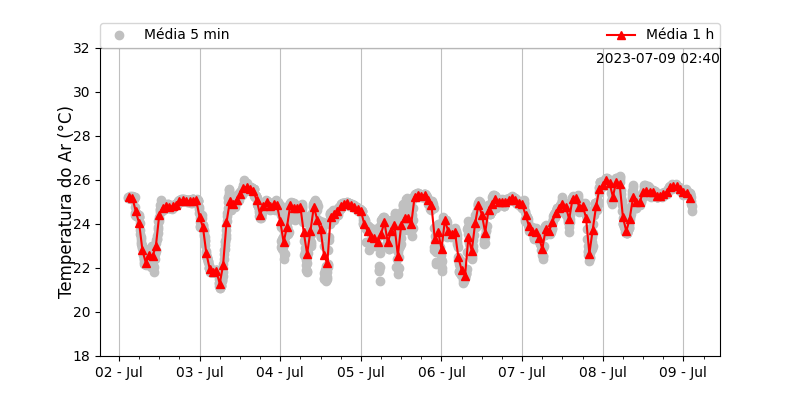 Média 5 min
Média 1 h
2023-07-09 02:40
Temperatura do Ar (°C)
32
30
28
26
24
22
20
18
02 - Jul
03 - Jul
04 - Jul
05 - Jul
06 - Jul
07 - Jul
08 - Jul
09 - Jul